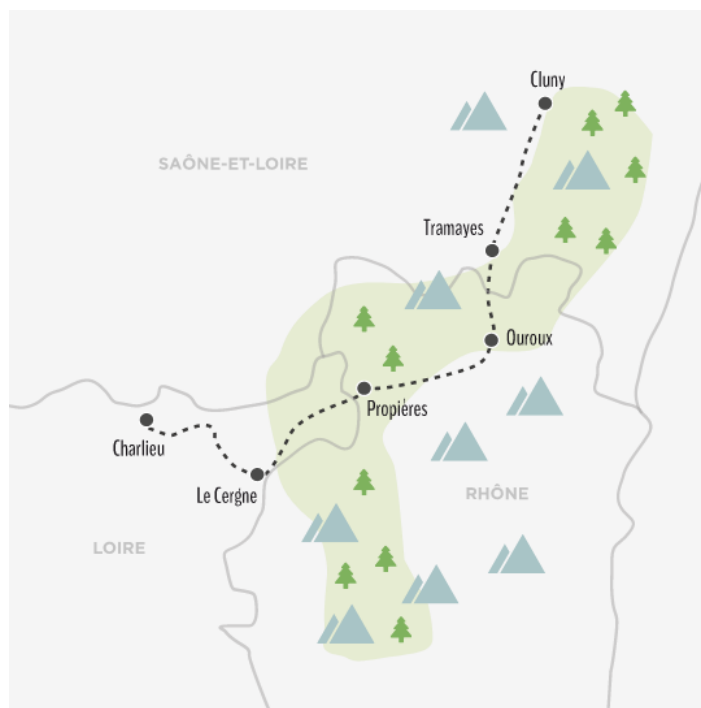 Cluny
SAÔNE-ET-LOIRE
Tramayes
Ouroux
Propières
Charlieu
Le Cergne
RHÔNE
LOIRE